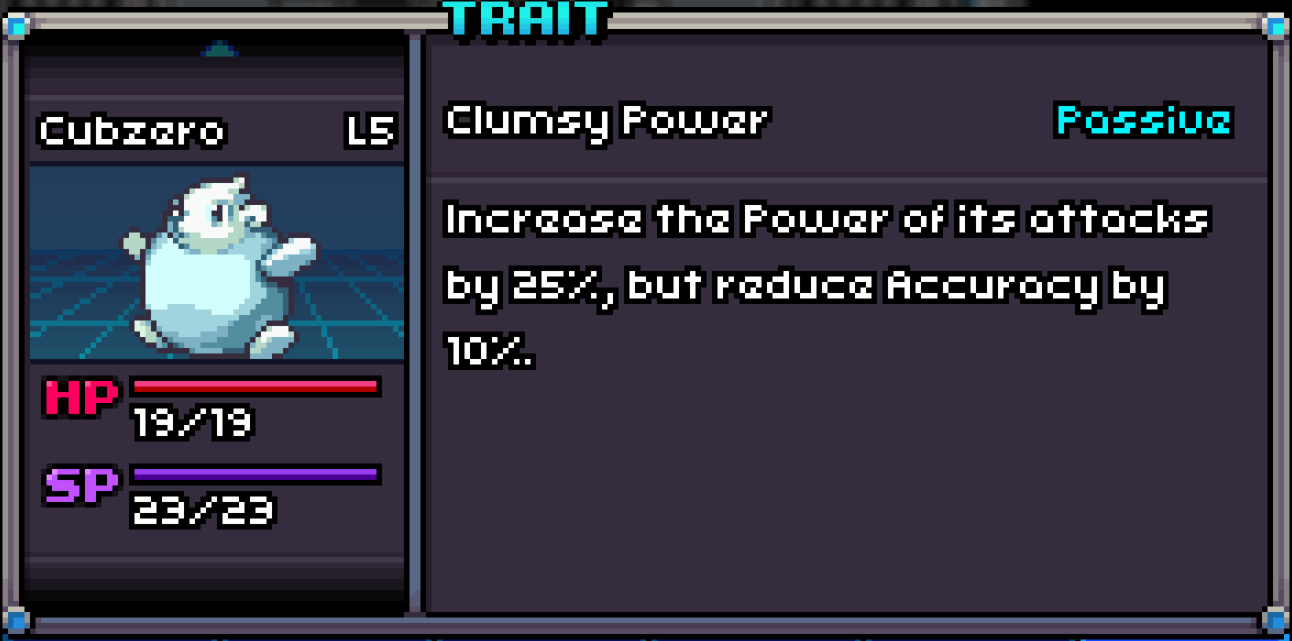 TRAIT
Cubzero L5
Clumsy Power Passive
Increase the Power of its attacks
by 25%, but reduce Accuracy by
10%.
HP
19/19
SP
23/23